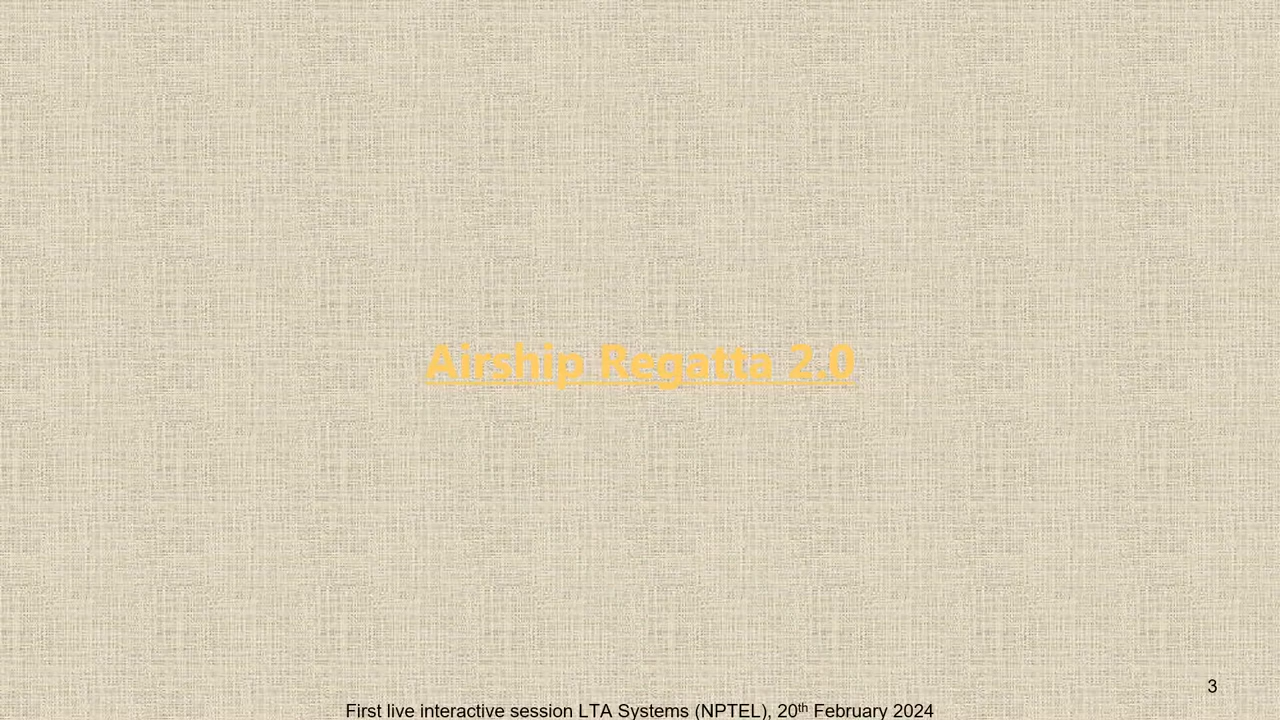 Airship Regatta 2.0
3
First live interactive session LTA Systems (NPTEL), 20th February 2024